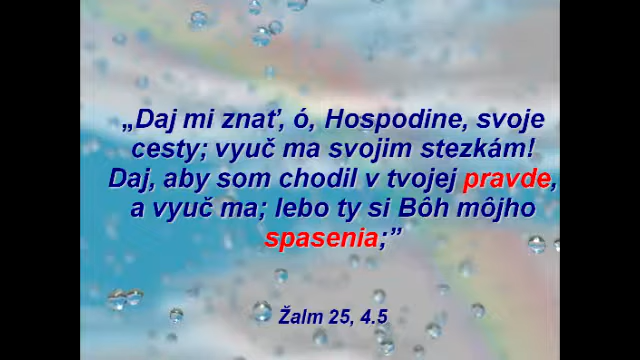 „Daj mi znať, ó, Hospodine, svoje
cesty; vyuč ma svojim stezkám!
Daj, aby som chodil v tvojej pravde,
a vyuč ma; lebo ty si Bôh môjho
spasenia;”
Žalm 25, 4.5